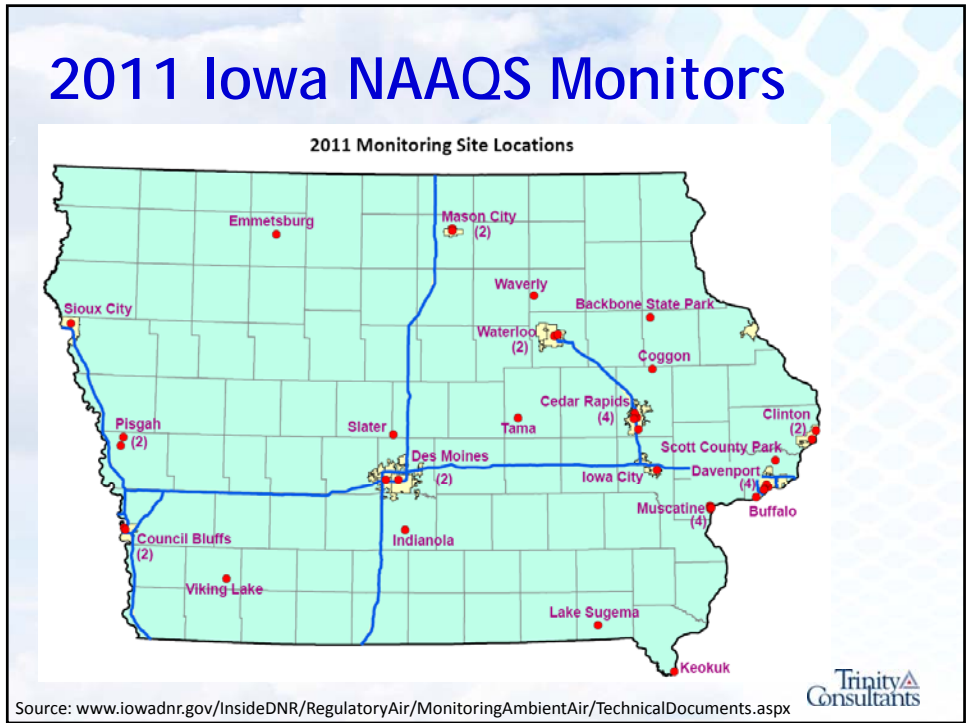 2011 Iowa NAAQS Monitors
2011 Monitoring Site Locations
Emmetsburg
Mason City
(2)
Waverly
Sioux City
Backbone State Park
Waterloo
(2)
Coggon
Cedar Rapids
(4)
Clinton
(2)
Pisgah
(2)
Slater
Tama
Scott County Park
Des Moines
(2)
Iowa City
Davenport
(4)
Muscatine
(4)
Buffalo
Council Bluffs
(2)
Indianola
Viking Lake
Lake Sugema
Keokuk
Trinity
Consultants
Source: www.iowadnr.gov/InsideDNR/RegulatoryAir/MonitoringAmbientAir/TechnicalDocuments.aspx